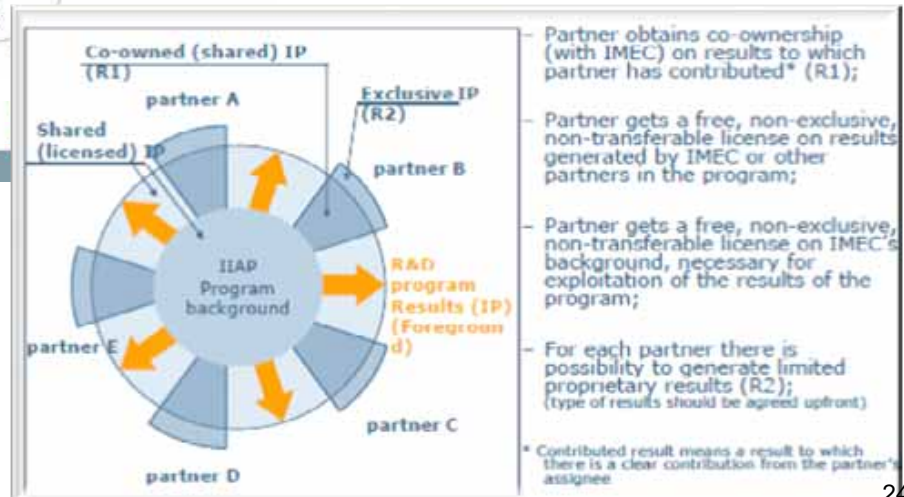 Co-owned (shared) IP
(R1)
partner A
Exclusive IP
(R2)
Shared
(licensed) IP
partner B
IIAP
Program
background
R&D
program
Results (IP)
(Foregroun
d)
partner E
partner C
partner D
– Partner obtains co-ownership
(with IMEC) on results to which
partner has contributed* (R1);
– Partner gets a free, non-exclusive,
non-transferable license on results
generated by IMEC or other
partners in the program;
– Partner gets a free, non-exclusive,
non-transferable license on IMEC's
background, necessary for
exploitation of the results of the
program;
– For each partner there is
possibility to generate limited
proprietary results (R2);
(type of results should be agreed upfront)
* Contributed result means a result to which
there is a clear contribution from the partner's
assignee